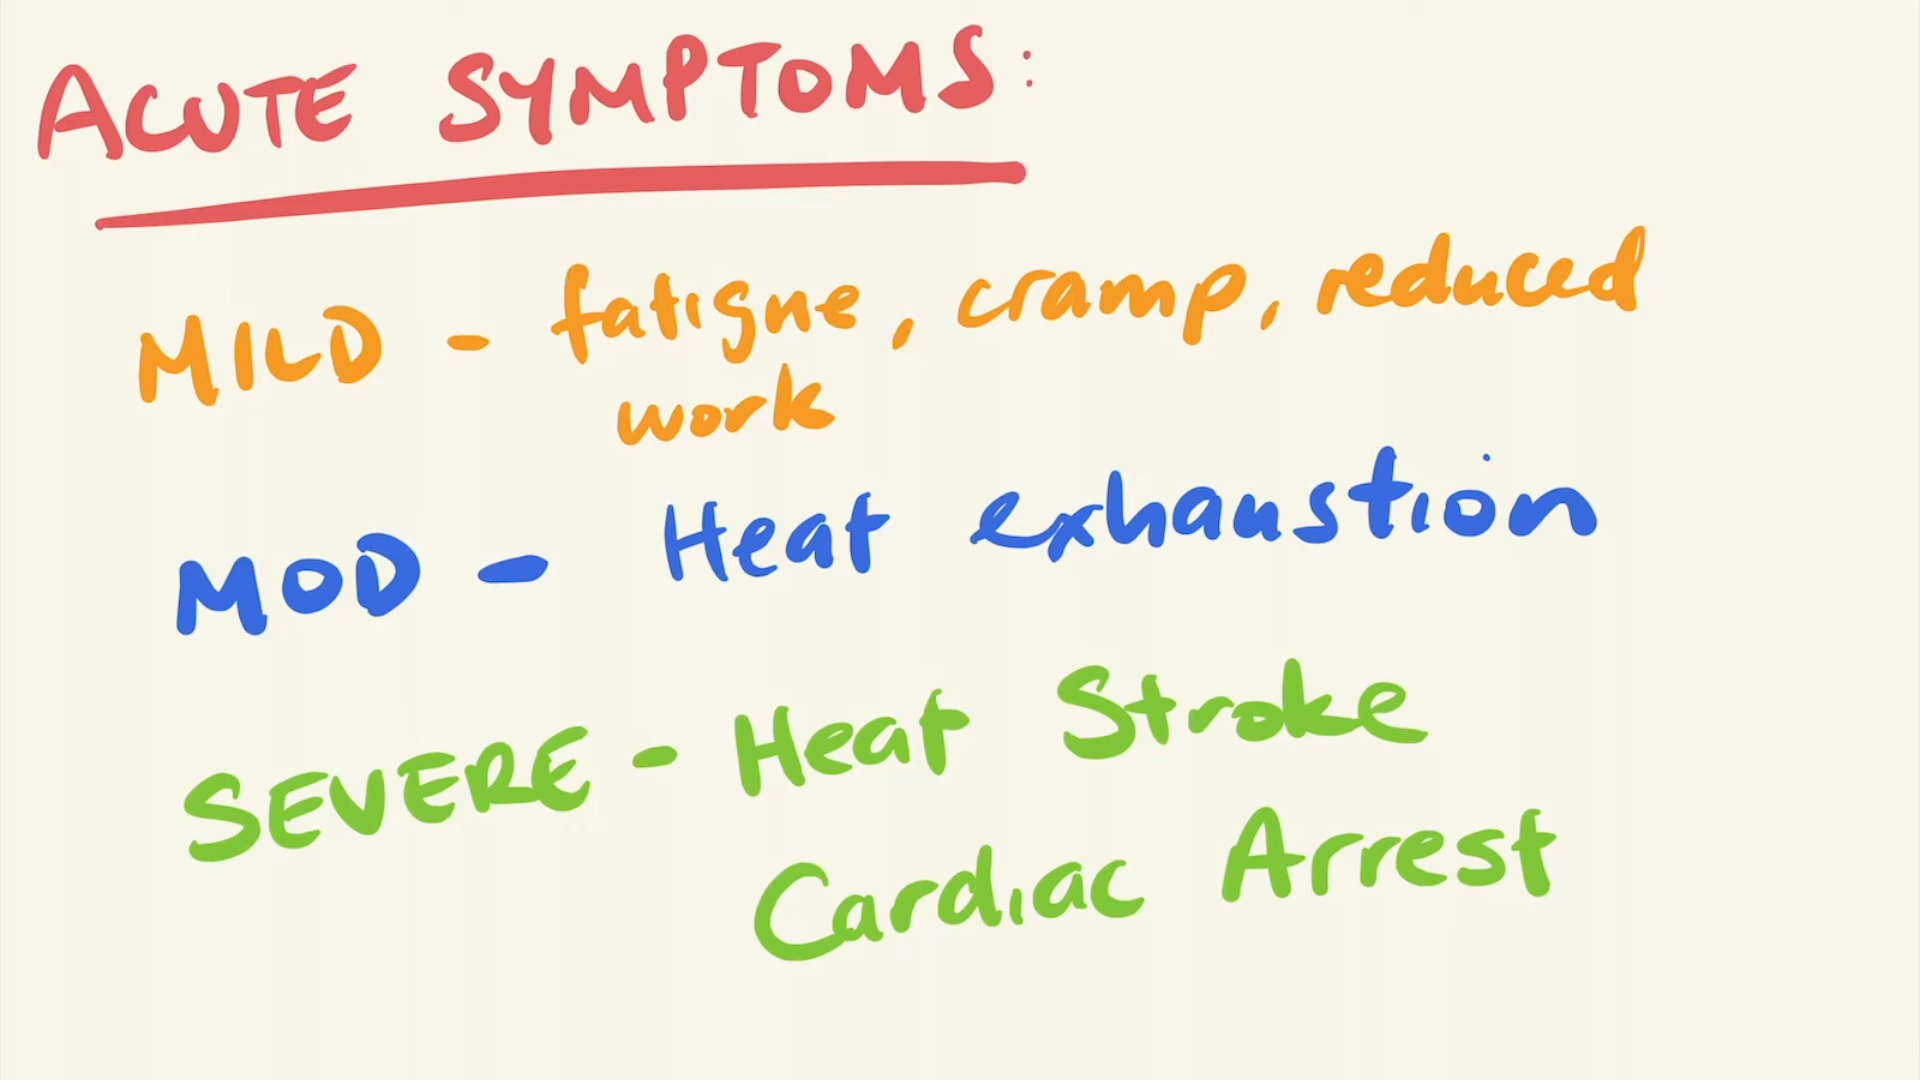 ACUTE SYMPTOMS:
MILD - fatigue, cramp, reduced
work
MOD - Heat exhaustion
SEVERE - Heat Stroke
Cardiac Arrest